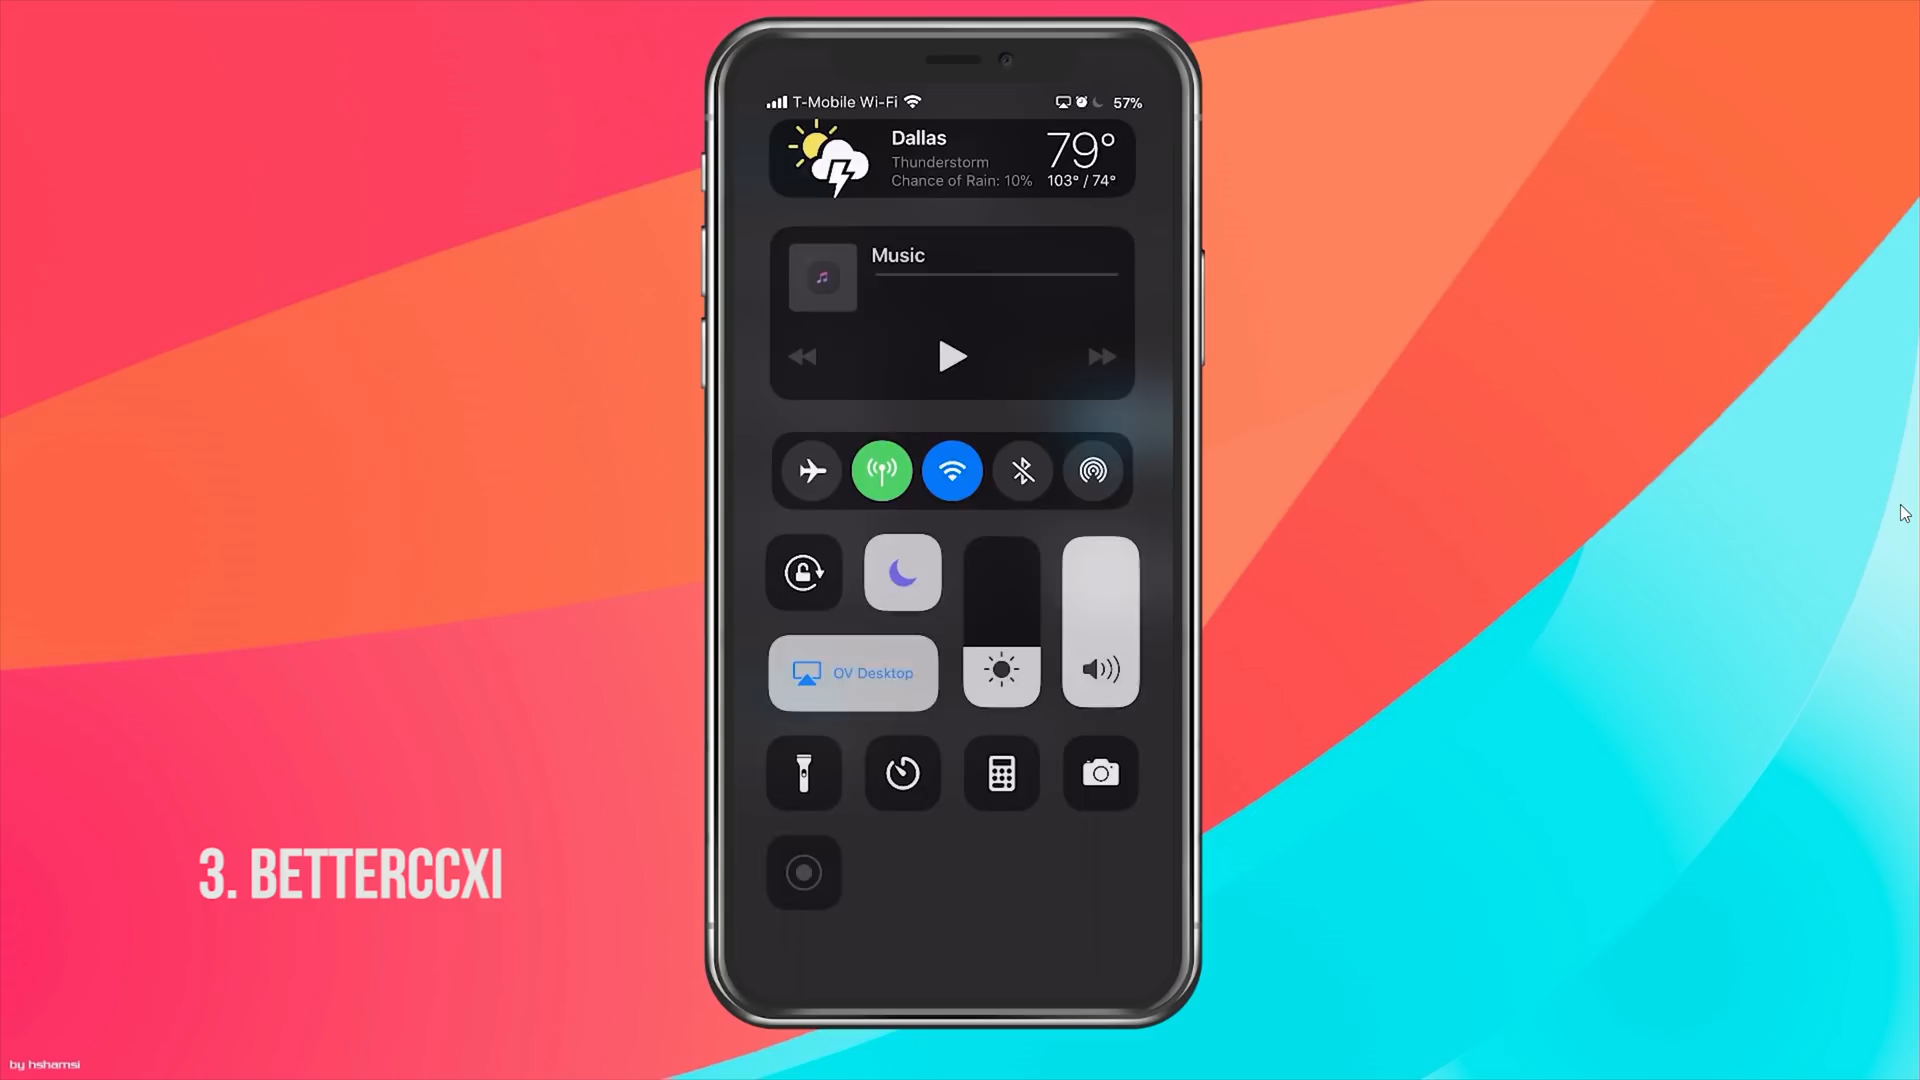 T-Mobile Wi-Fi 57%
Dallas
Thunderstorm
Chance of Rain: 10%
79°
103° / 74°
Music
OV Desktop
3. BETTERCCXI
by hshamsi